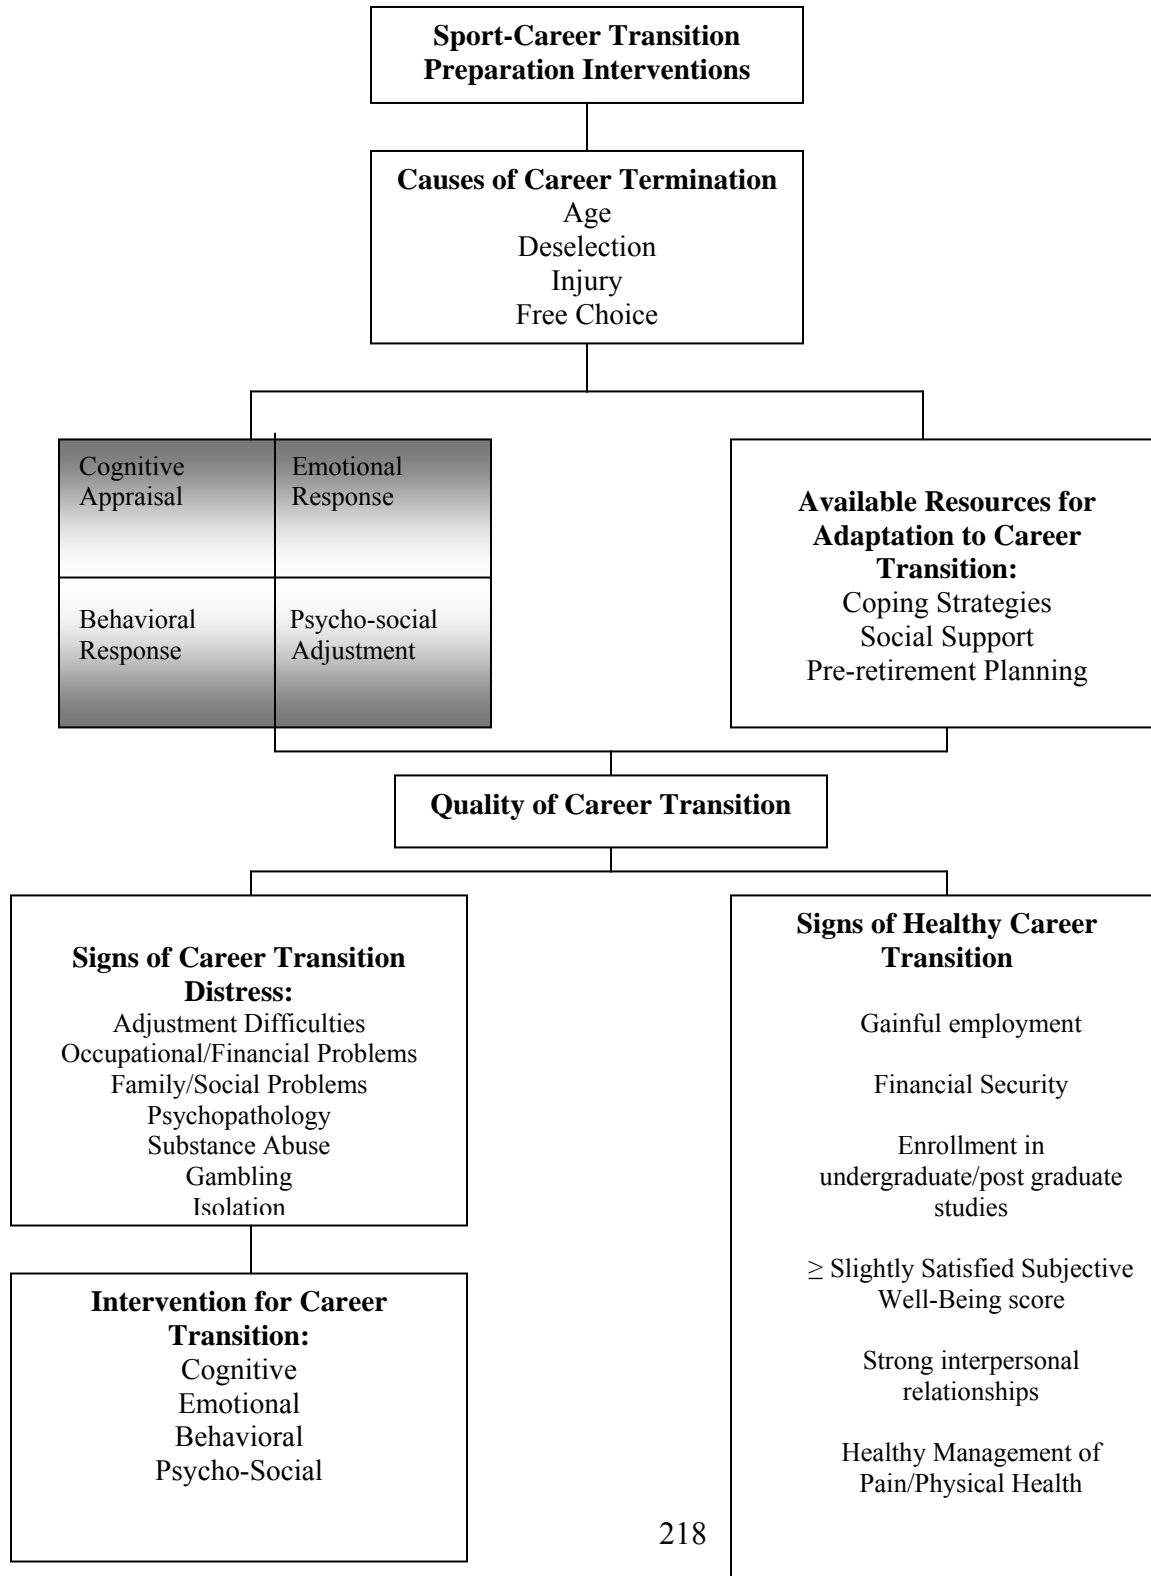 Sport-Career Transition
Preparation Interventions
Causes of Career Termination
Age
Deselection
Injury
Free Choice
Cognitive
Appraisal
Emotional
Response
Behavioral
Response
Psycho-social
Adjustment
Available Resources for
Adaptation to Career
Transition:
Coping Strategies
Social Support
Pre-retirement Planning
Quality of Career Transition
Signs of Career Transition
Distress:
Adjustment Difficulties
Occupational/Financial Problems
Family/Social Problems
Psychopathology
Substance Abuse
Gambling
Isolation
Signs of Healthy Career
Transition
Gainful employment
Financial Security
Enrollment in
undergraduate/post graduate
studies
≥ Slightly Satisfied Subjective
Well-Being score
Strong interpersonal
relationships
Healthy Management of
Pain/Physical Health
Intervention for Career
Transition:
Cognitive
Emotional
Behavioral
Psycho-Social
218